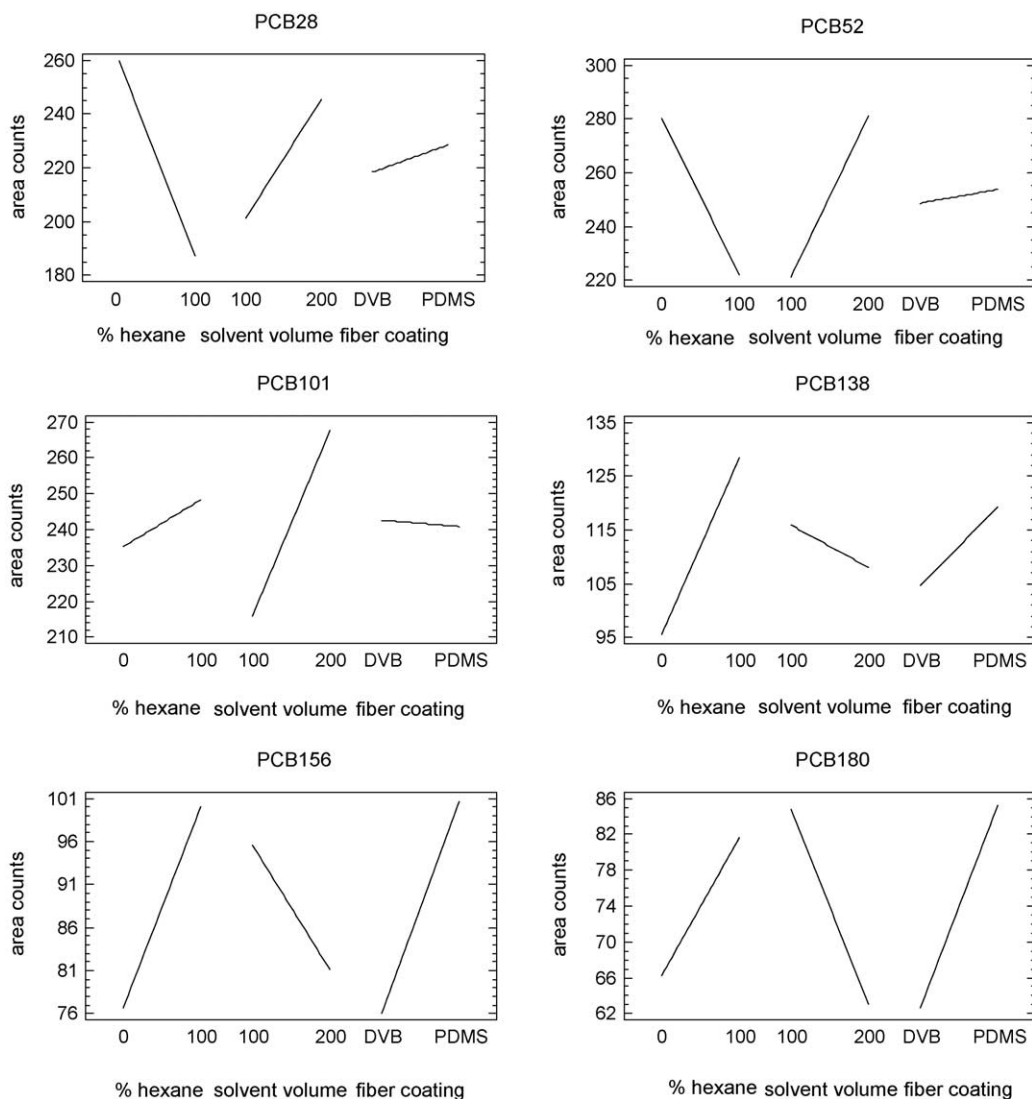 PCB28
260
240
220
200
180
area counts
0 100 100 200 DVB PDMS
% hexane solvent volume fiber coating
PCB52
300
280
260
240
220
area counts
0 100 100 200 DVB PDMS
% hexane solvent volume fiber coating
PCB101
270
260
250
240
230
220
210
area counts
0 100 100 200 DVB PDMS
% hexane solvent volume fiber coating
PCB138
135
125
115
105
95
area counts
0 100 100 200 DVB PDMS
% hexane solvent volume fiber coating
PCB156
101
96
91
86
81
76
area counts
0 100 100 200 DVB PDMS
% hexane solvent volume fiber coating
PCB180
86
82
78
74
70
66
62
area counts
0 100 100 200 DVB PDMS
% hexane solvent volume fiber coating